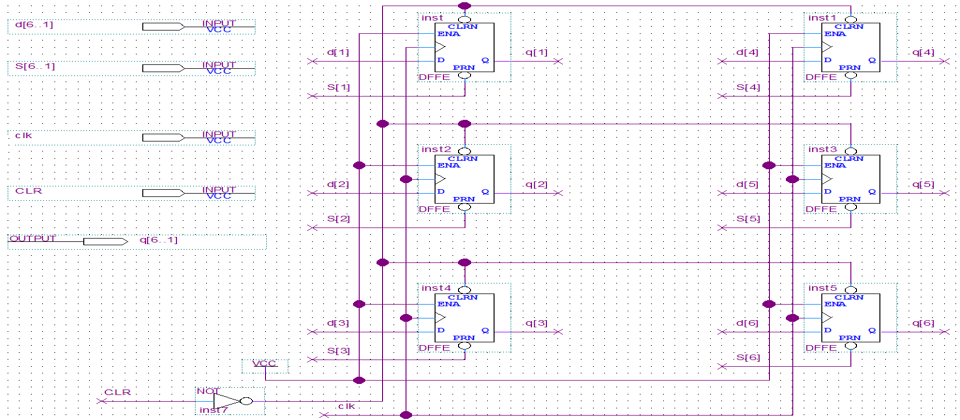 d[6..1]
INPUT
VCC
S[6..1]
INPUT
VCC
clk
INPUT
VCC
CLR
INPUT
VCC
OUTPUT
q[6..1]
inst
CLRN
ENA
d[1]
D
Q
q[1]
PRN
DFFE
S[1]
inst1
CLRN
ENA
d[4]
D
Q
q[4]
PRN
DFFE
S[4]
inst2
CLRN
ENA
d[2]
D
Q
q[2]
PRN
DFFE
S[2]
inst3
CLRN
ENA
d[5]
D
Q
q[5]
PRN
DFFE
S[5]
inst4
CLRN
ENA
d[3]
D
Q
q[3]
PRN
DFFE
S[3]
inst5
CLRN
ENA
d[6]
D
Q
q[6]
PRN
DFFE
S[6]
VCC
CLR
NOT
inst7
clk